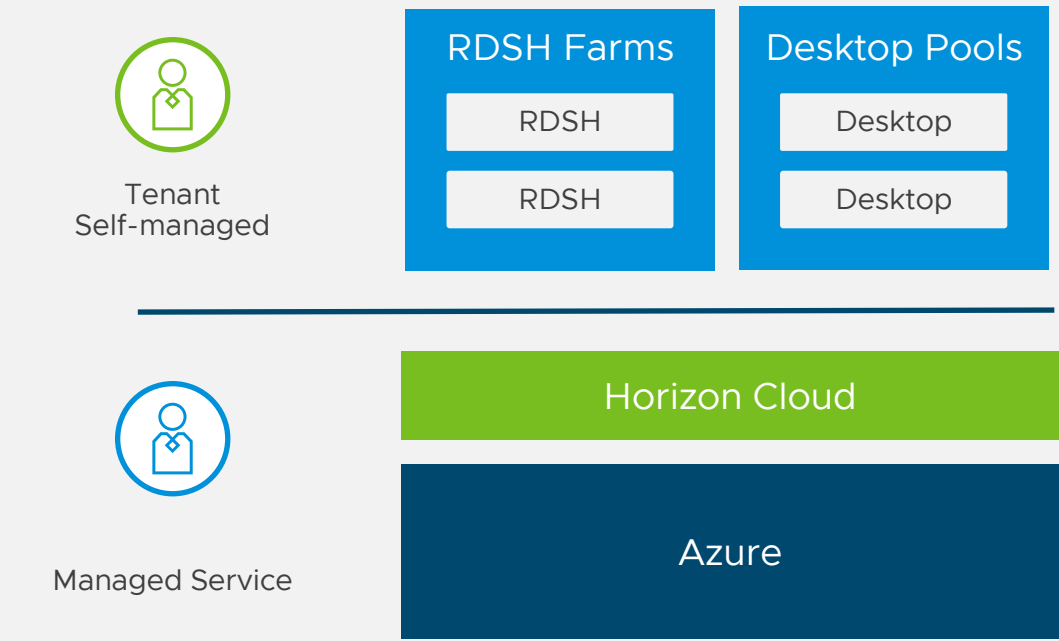 Tenant
Self-managed
RDSH Farms
RDSH
RDSH
Desktop Pools
Desktop
Desktop
Managed Service
Horizon Cloud
Azure